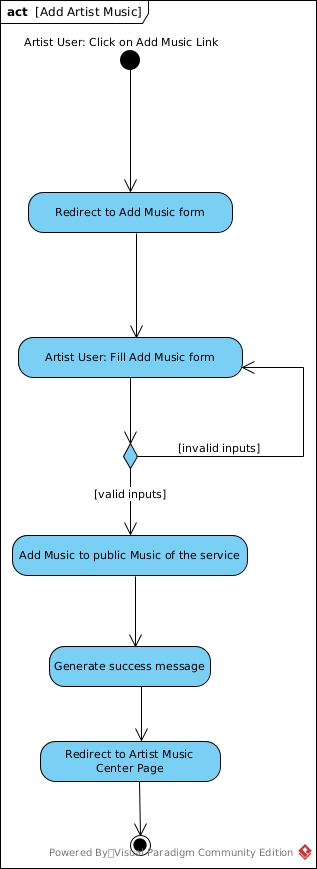 act [Add Artist Music]
Artist User: Click on Add Music Link
Redirect to Add Music form
Artist User: Fill Add Music form
[invalid inputs]
[valid inputs]
Add Music to public Music of the service
Generate success message
Redirect to Artist Music
Center Page
Powered By Visual Paradigm Community Edition